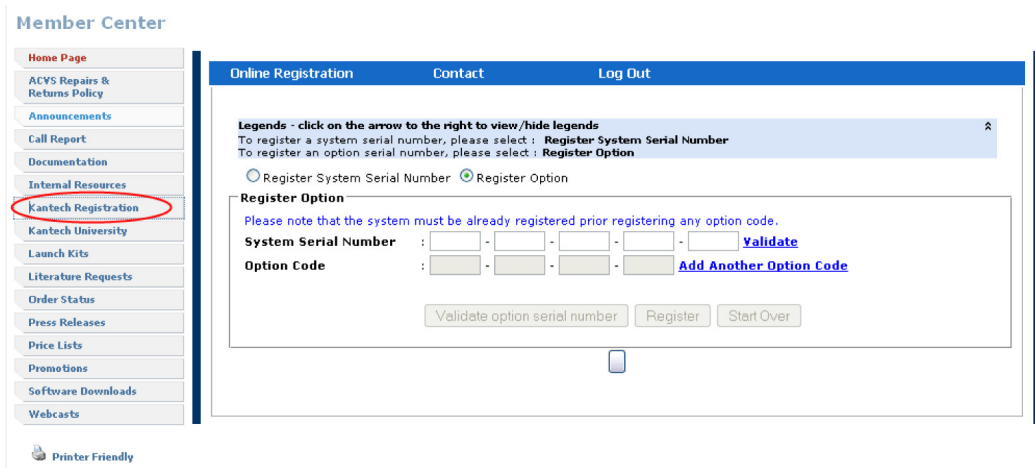 Member Center
Home Page
ACVS Repairs &
Returns Policy
Announcements
Call Report
Documentation
Internal Resources
Kantech Registration
Kantech University
Launch Kits
Literature Requests
Order Status
Press Releases
Price Lists
Promotions
Software Downloads
Webcasts
Printer Friendly
Online Registration Contact Log Out
Legends - click on the arrow to the right to view/hide legends
To register a system serial number, please select : Register System Serial Number
To register an option serial number, please select : Register Option
Register System Serial Number Register Option
Register Option
Please note that the system must be already registered prior registering any option code.
System Serial Number : - - - - Validate
Option Code : - - - Add Another Option Code
Validate option serial number Register Start Over